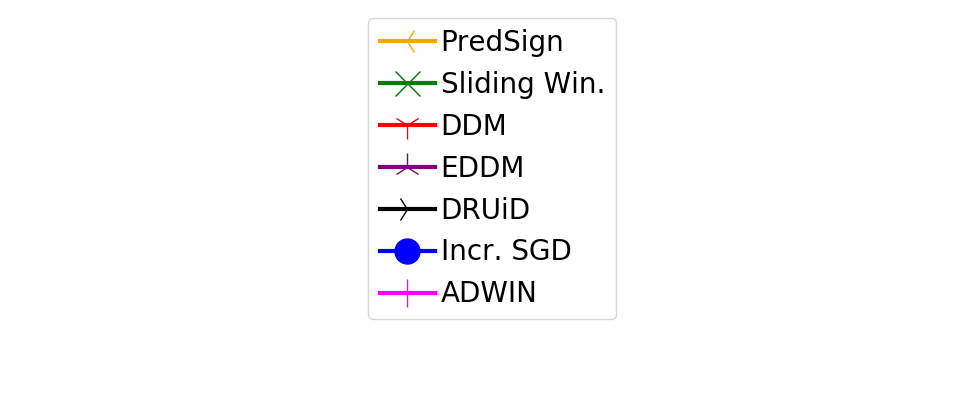 PredSign
Sliding Win.
DDM
EDDM
DRUiD
Incr. SGD
ADWIN